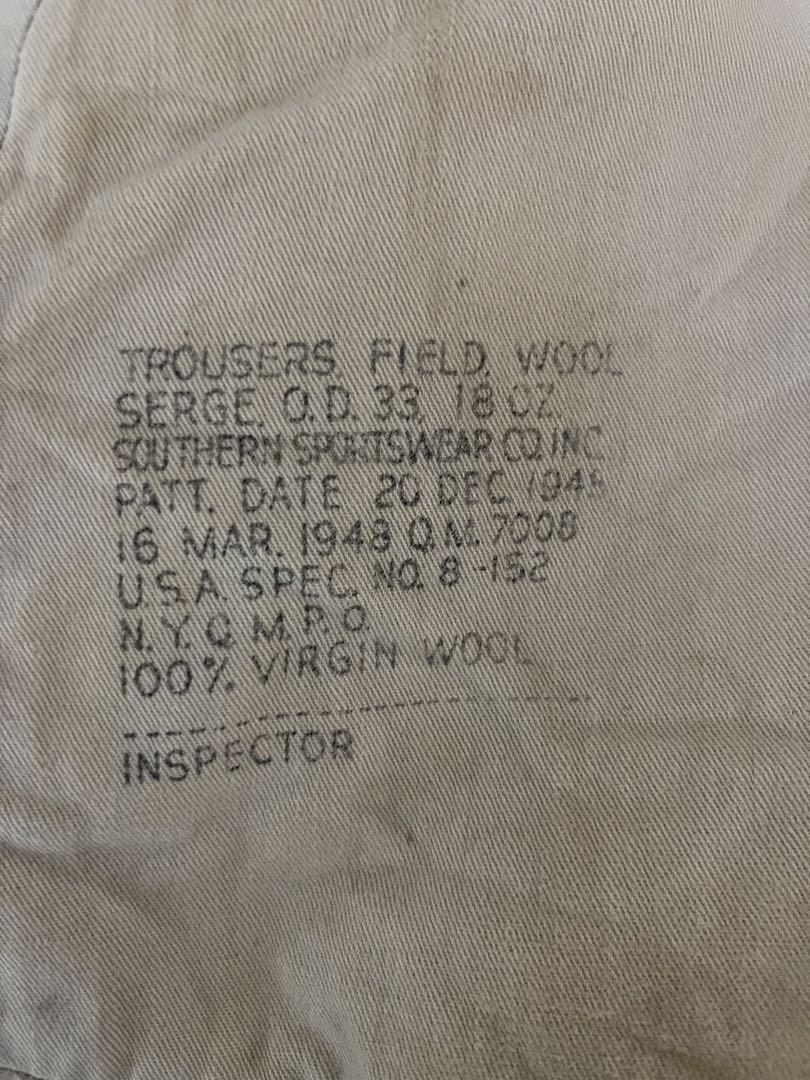 TROUSERS, FIELD, WOOL
SERGE, O.D. 33, 18 OZ.
SOUTHERN SPORTSWEAR CO. INC.
PATT. DATE 20 DEC.
16 MAR. 1948 Q.M. 7008
U.S.A. SPEC. NO. 8-152
N.Y.Q.M.P.O.
100% VIRGIN WOOL
INSPECTOR